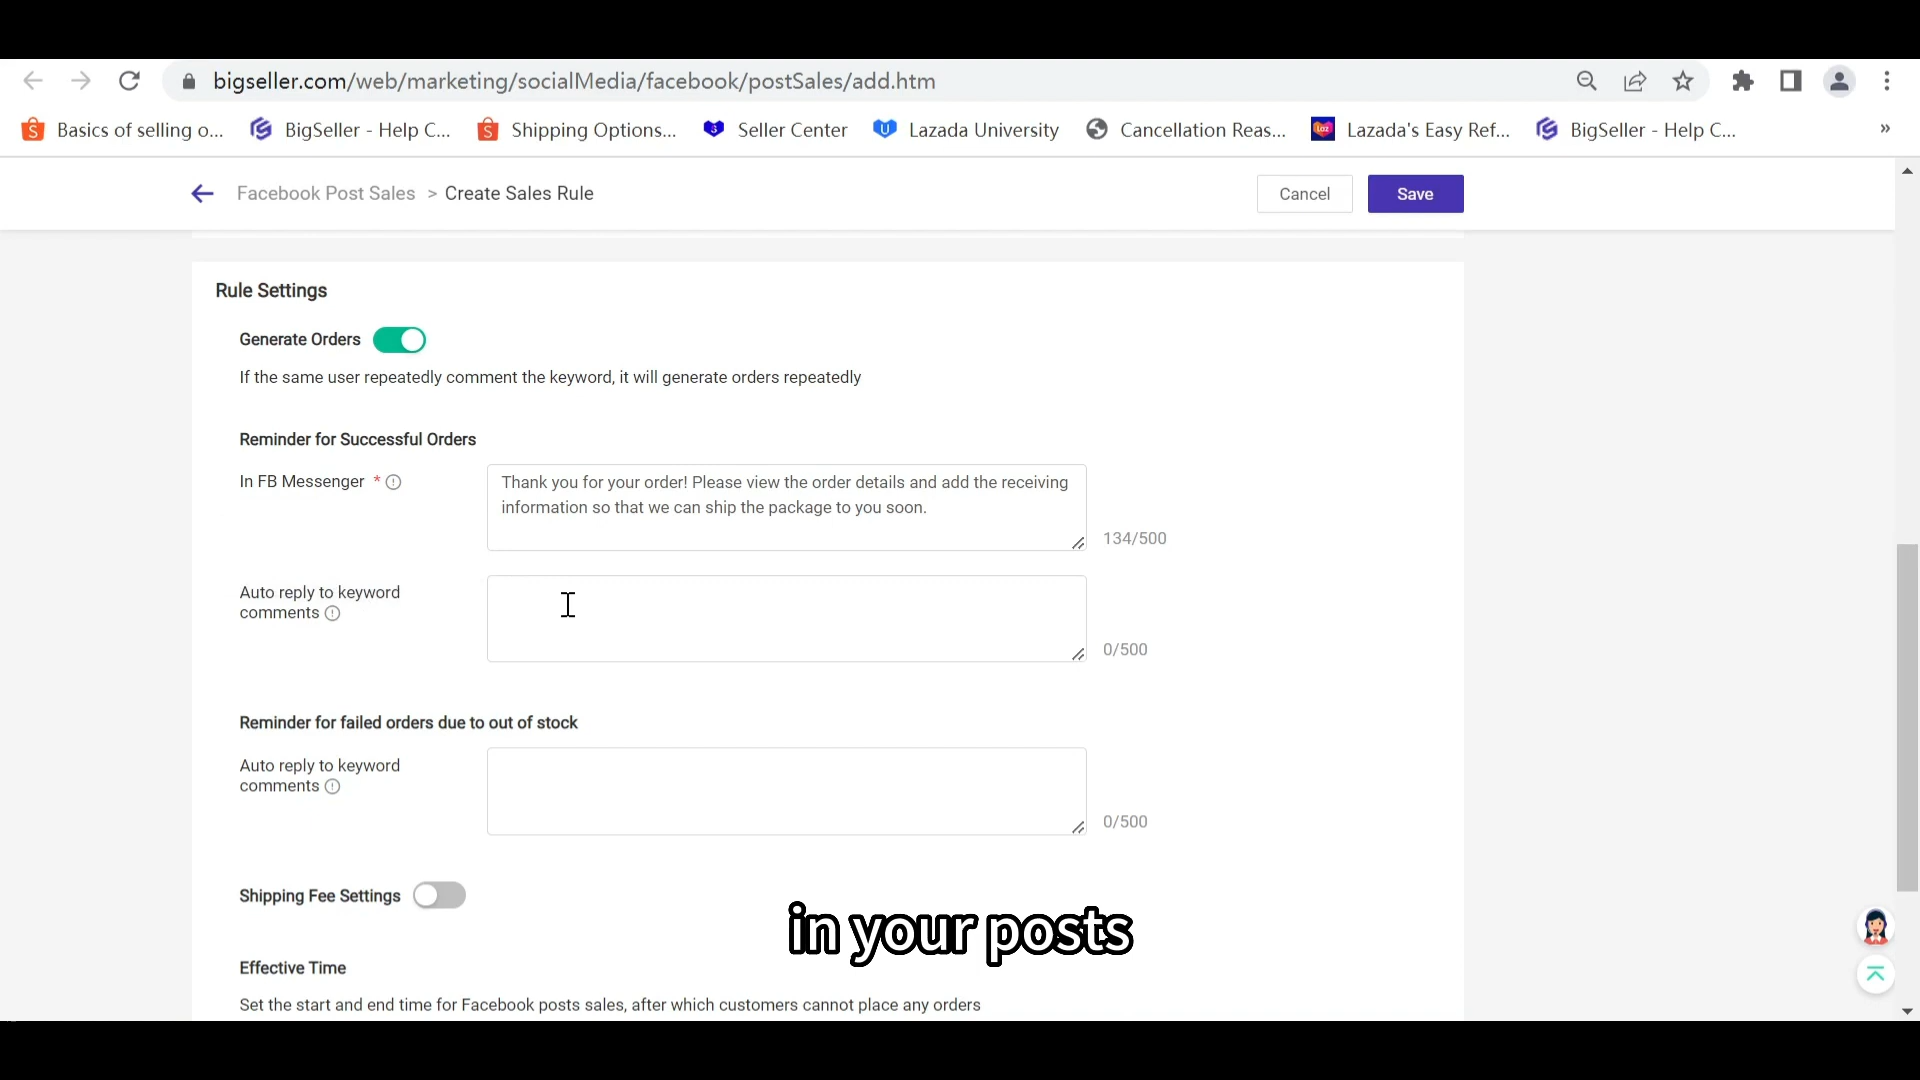 bigseller.com/web/marketing/socialMedia/facebook/postSales/add.htm
Basics of selling o... BigSeller - Help C... Shipping Options... Seller Center Lazada University Cancellation Reas... Lazada's Easy Ref... BigSeller - Help C... »
Facebook Post Sales > Create Sales Rule Cancel Save
Rule Settings
Generate Orders
If the same user repeatedly comment the keyword, it will generate orders repeatedly
Reminder for Successful Orders
In FB Messenger *
Thank you for your order! Please view the order details and add the receiving
information so that we can ship the package to you soon.
134/500
Auto reply to keyword
comments
0/500
Reminder for failed orders due to out of stock
Auto reply to keyword
comments
0/500
Shipping Fee Settings
in your posts
Effective Time
Set the start and end time for Facebook posts sales, after which customers cannot place any orders